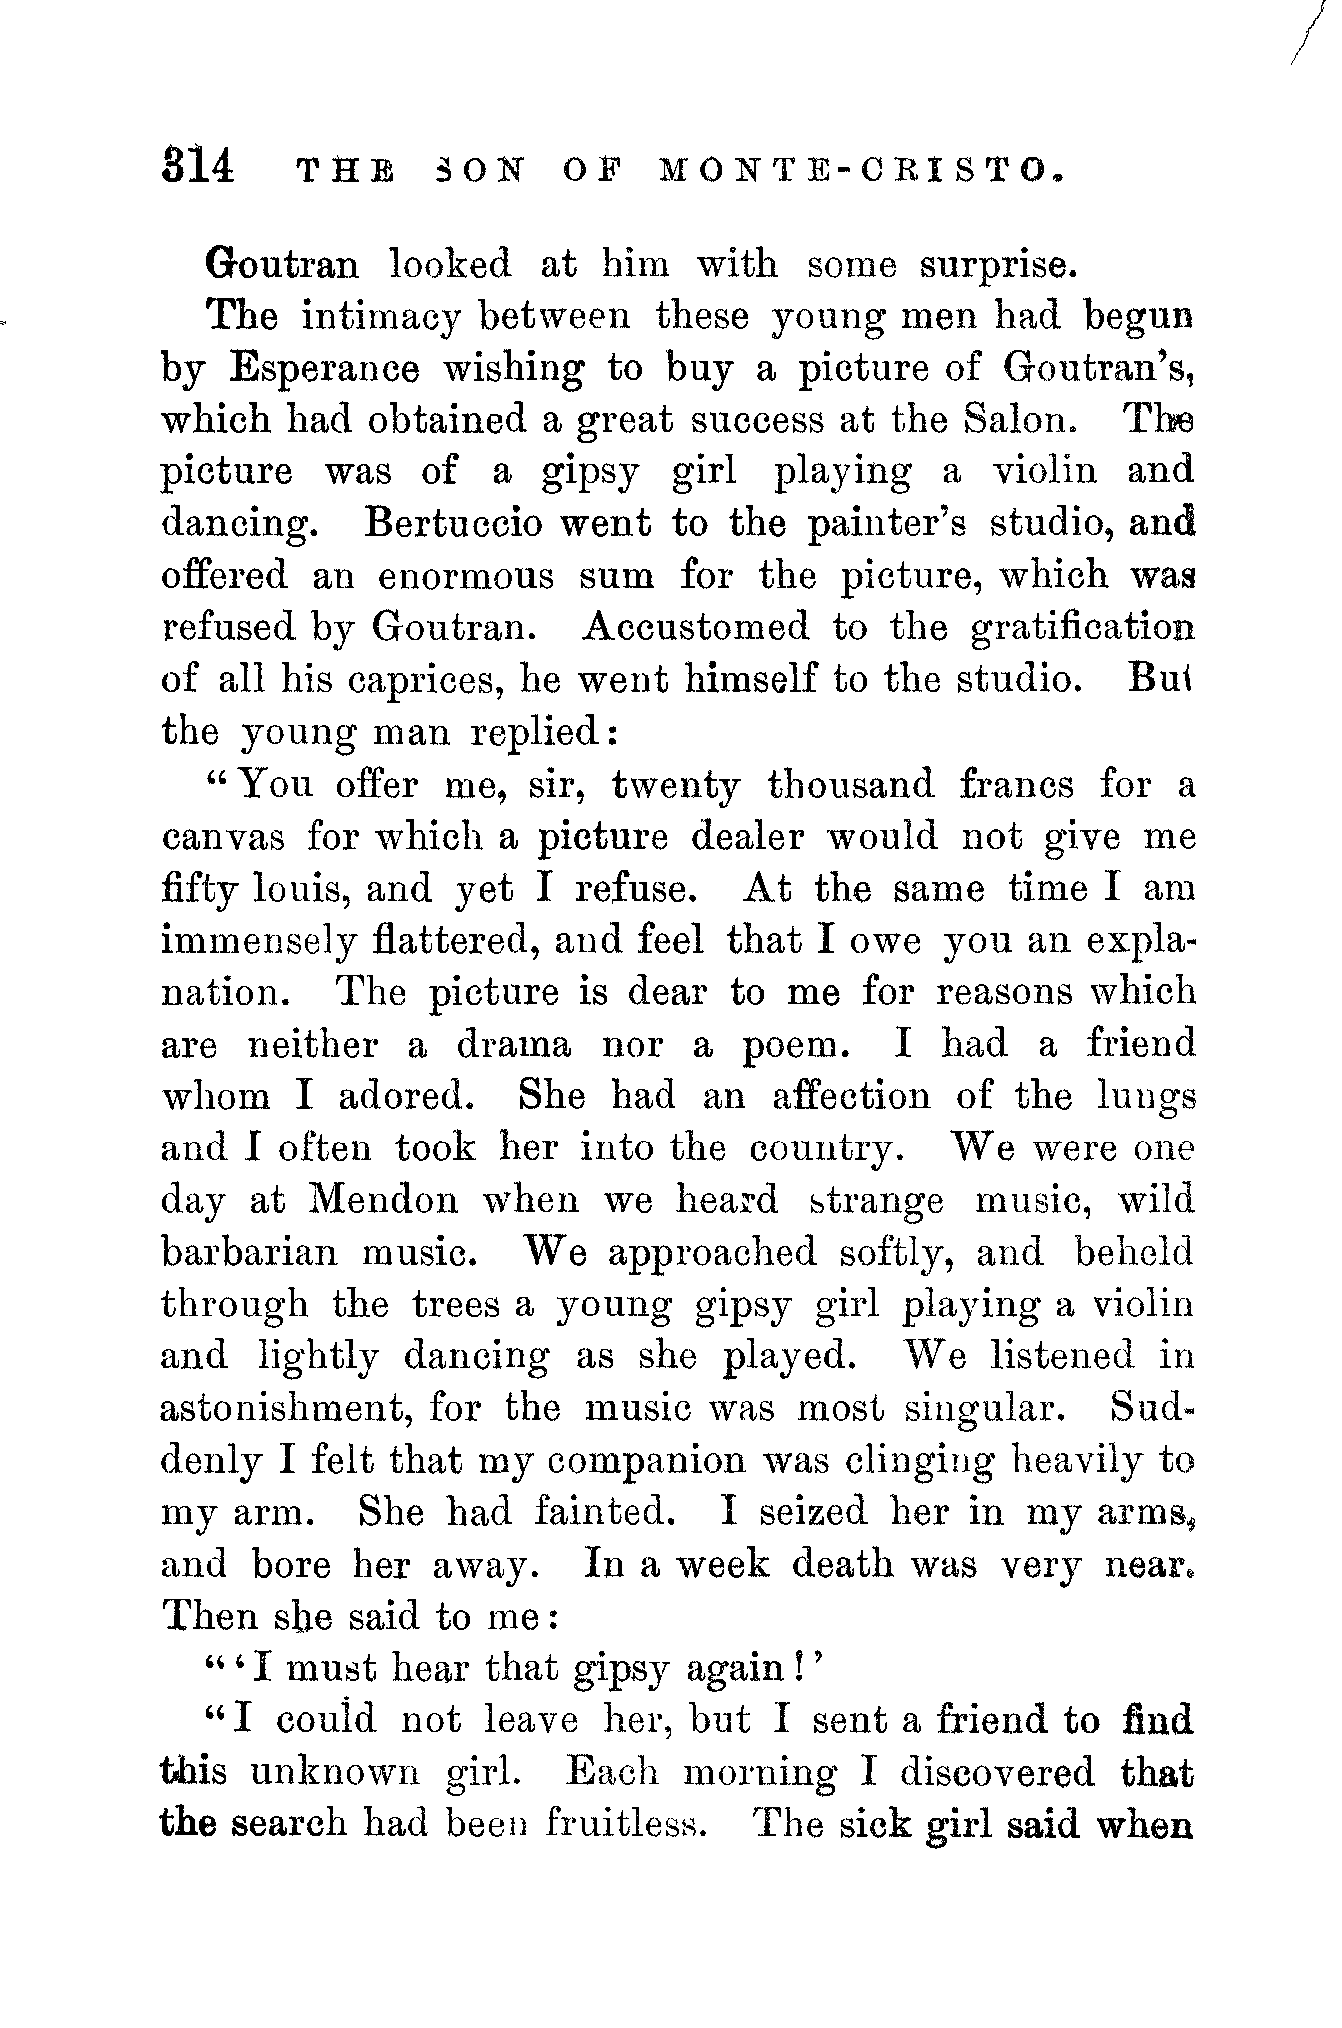 314 THE SON OF MONTE-CRISTO.
Goutran looked at him with some surprise.
The intimacy between these young men had begun
by Esperance wishing to buy a picture of Goutran's,
which had obtained a great success at the Salon. The
picture was of a gipsy girl playing a violin and
dancing. Bertuccio went to the painter's studio, and
offered an enormous sum for the picture, which was
refused by Goutran. Accustomed to the gratification
of all his caprices, he went himself to the studio. But
the young man replied:
"You offer me, sir, twenty thousand francs for a
canvas for which a picture dealer would not give me
fifty louis, and yet I refuse. At the same time I am
immensely flattered, and feel that I owe you an expla-
nation. The picture is dear to me for reasons which
are neither a drama nor a poem. I had a friend
whom I adored. She had an affection of the lungs
and I often took her into the country. We were one
day at Mendon when we heard strange music, wild
barbarian music. We approached softly, and beheld
through the trees a young gipsy girl playing a violin
and lightly dancing as she played. We listened in
astonishment, for the music was most singular. Sud-
denly I felt that my companion was clinging heavily to
my arm. She had fainted. I seized her in my arms,
and bore her away. In a week death was very near.
Then she said to me:
"'I must hear that gipsy again!'
"I could not leave her, but I sent a friend to find
this unknown girl. Each morning I discovered that
the search had been fruitless. The sick girl said when